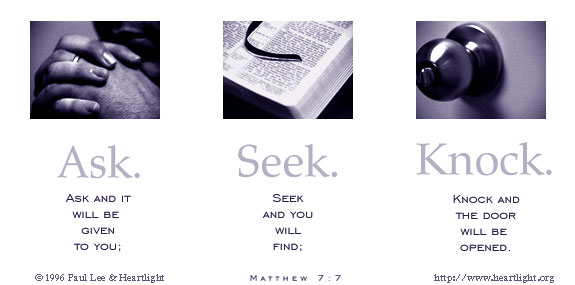 Ask.
Ask and it
will be
given
to you;
Seek.
Seek
and you
will
find;
Knock.
Knock and
the door
will be
opened.
© 1996 Paul Lee & Heartlight
Matthew 7:7
http://www.heartlight.org